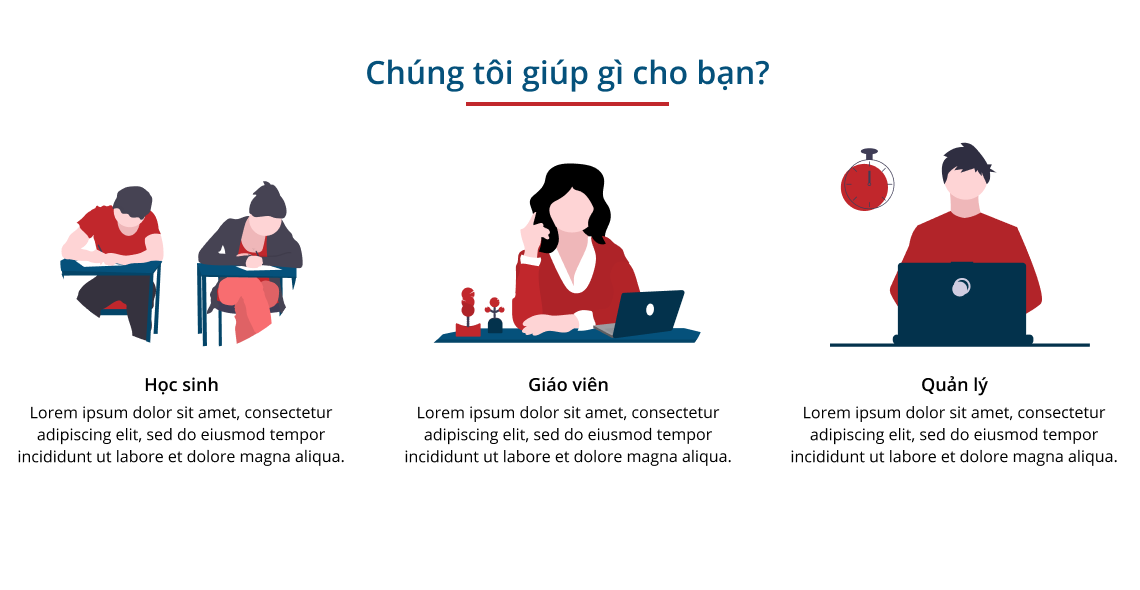 Chúng tôi giúp gì cho bạn?
Học sinh
Lorem ipsum dolor sit amet, consectetur
adipiscing elit, sed do eiusmod tempor
incididunt ut labore et dolore magna aliqua.
Giáo viên
Lorem ipsum dolor sit amet, consectetur
adipiscing elit, sed do eiusmod tempor
incididunt ut labore et dolore magna aliqua.
Quản lý
Lorem ipsum dolor sit amet, consectetur
adipiscing elit, sed do eiusmod tempor
incididunt ut labore et dolore magna aliqua.